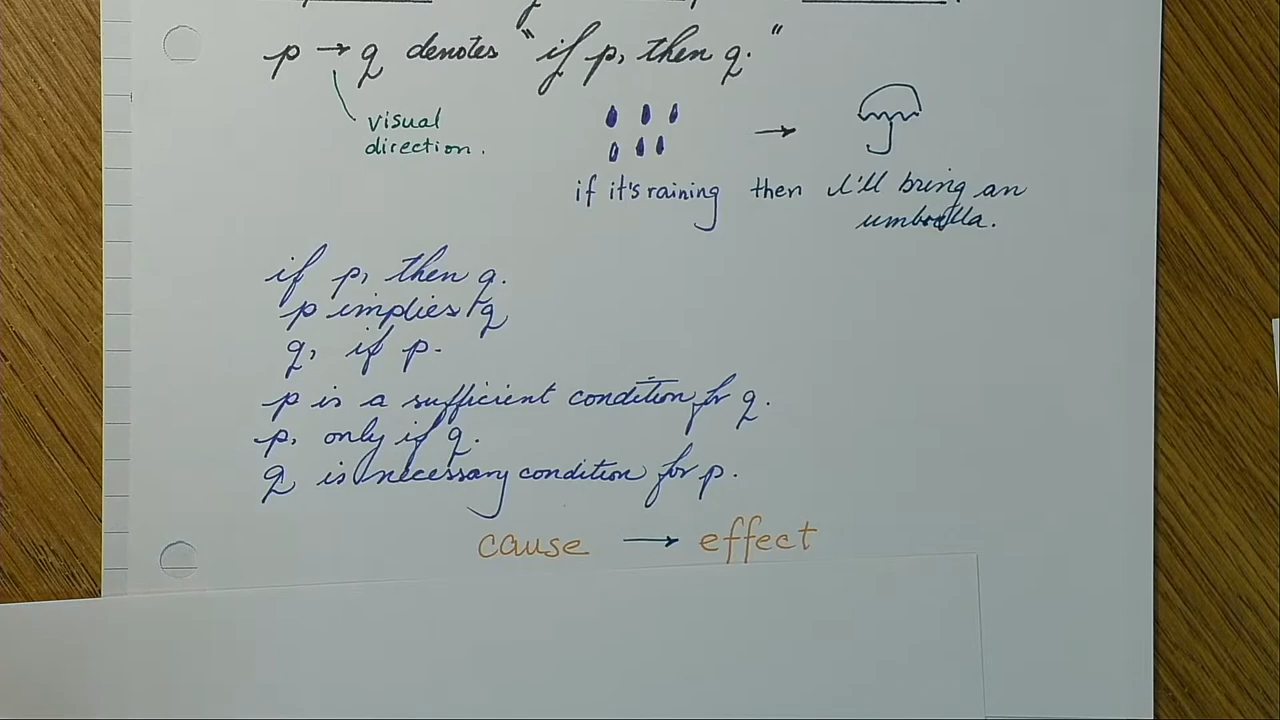 p → q denotes "if p, then q."
visual
direction.
→
if it's raining then I'll bring an
umbrella.
if p, then q.
p implies q
q, if p.
p is a sufficient condition for q.
p, only if q.
q is necessary condition for p.
cause → effect